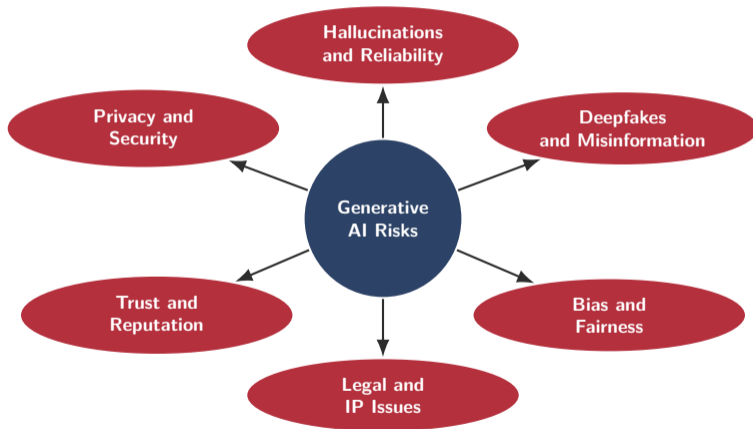 Hallucinations
and Reliability
Privacy and
Security
Deepfakes
and Misinformation
Generative
AI Risks
Trust and
Reputation
Bias and
Fairness
Legal and
IP Issues